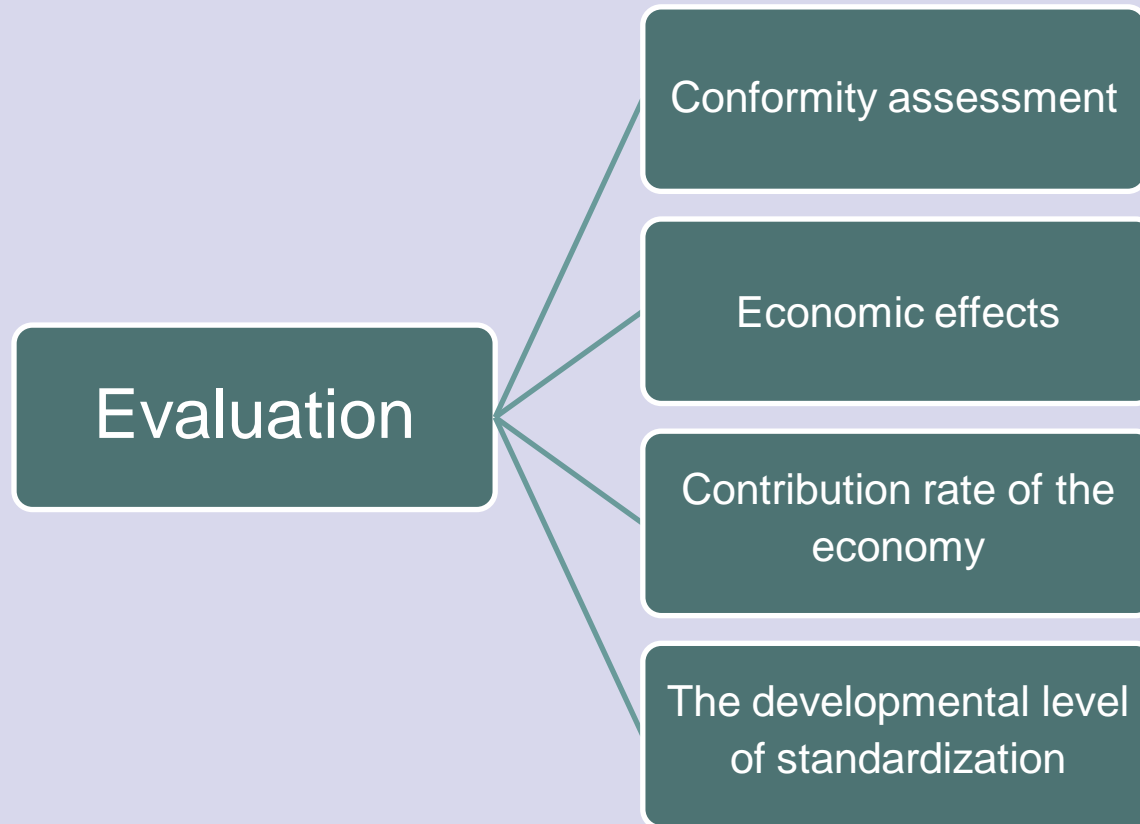 Conformity assessment
Economic effects
Evaluation
Contribution rate of the
economy
The developmental level
of standardization